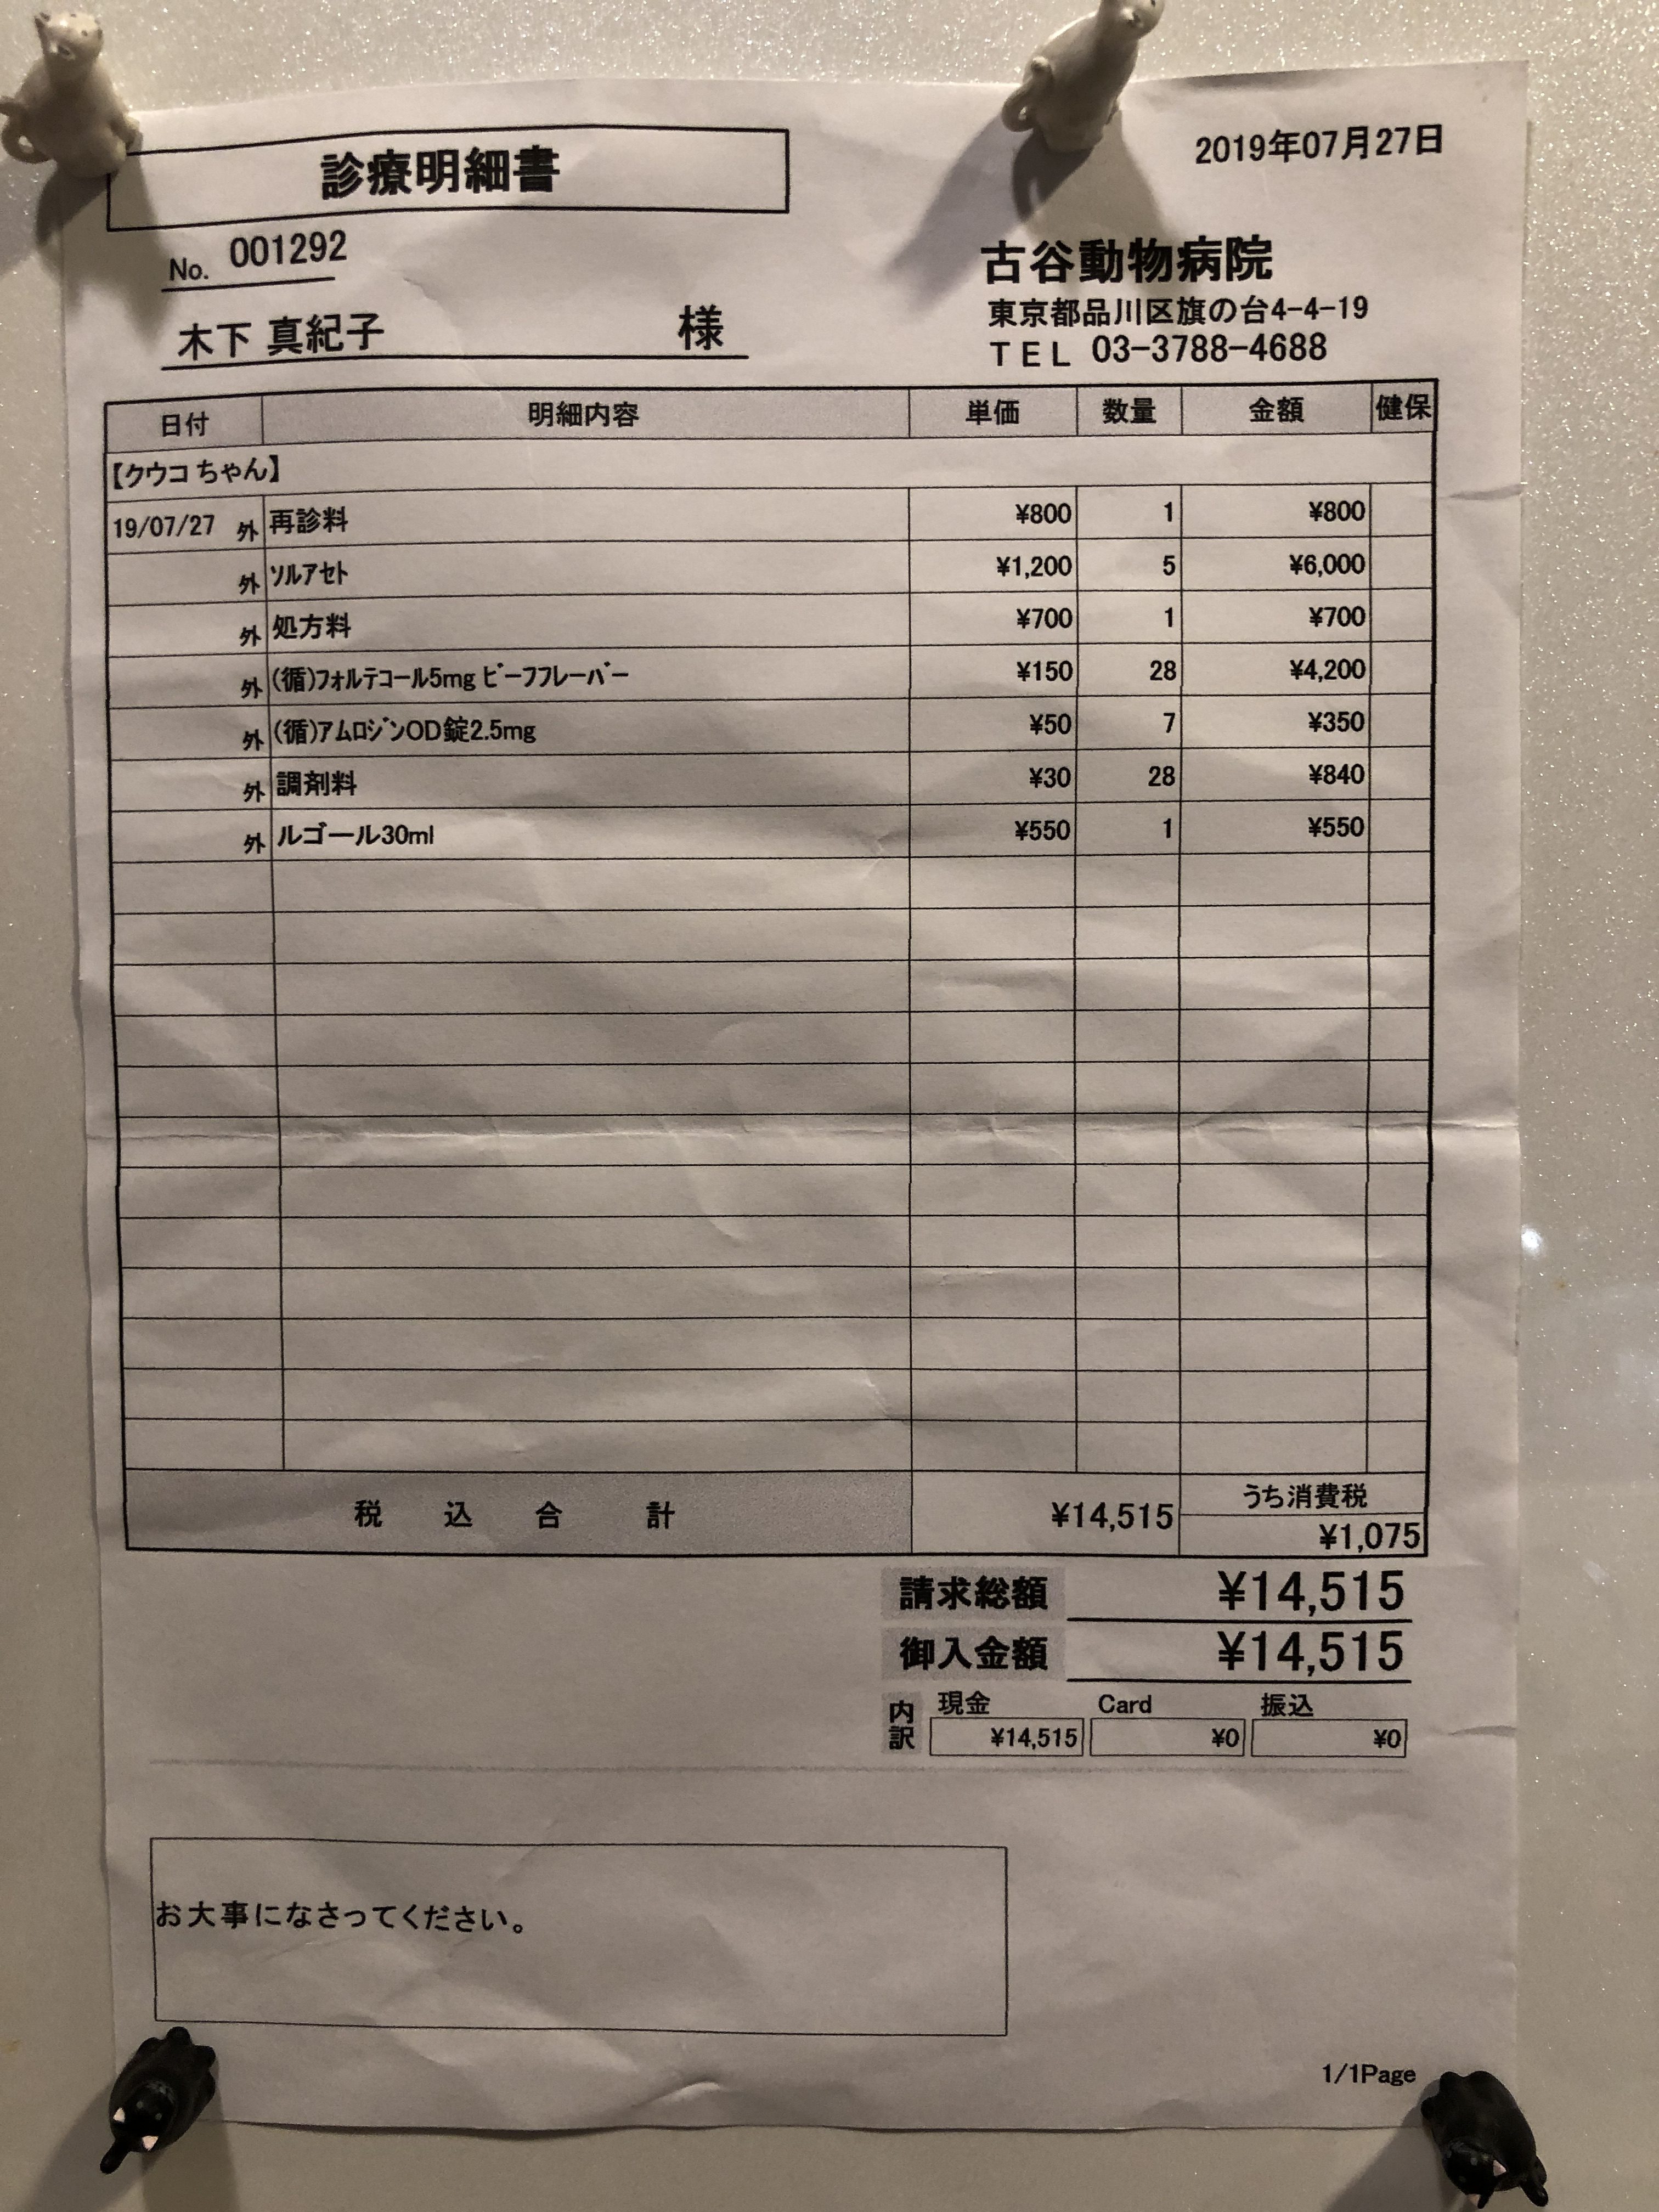 診療明細書
2019年07月27日
No. 001292
古谷動物病院
東京都品川区旗の台4-4-19
木下 真紀子 様
ＴＥＬ 03-3788-4688
日付 明細内容 単価 数量 金額 健保
【クウコ ちゃん】
19/07/27 外 再診料 ¥800 1 ¥800
外 ｿﾙｱｾﾄ ¥1,200 5 ¥6,000
外 処方料 ¥700 1 ¥700
外 (循)ﾌｫﾙﾃｺｰﾙ5mg ﾋﾞｰﾌﾌﾚｰﾊﾞｰ ¥150 28 ¥4,200
外 (循)ｱﾑﾛｼﾞﾝOD錠2.5mg ¥50 7 ¥350
外 調剤料 ¥30 28 ¥840
外 ルゴール30ml ¥550 1 ¥550
税込合計 ¥14,515 うち消費税
¥1,075
請求総額 ¥14,515
御入金額 ¥14,515
内訳 現金 Card 振込
¥14,515 ¥0 ¥0
お大事になさってください。
1/1Page